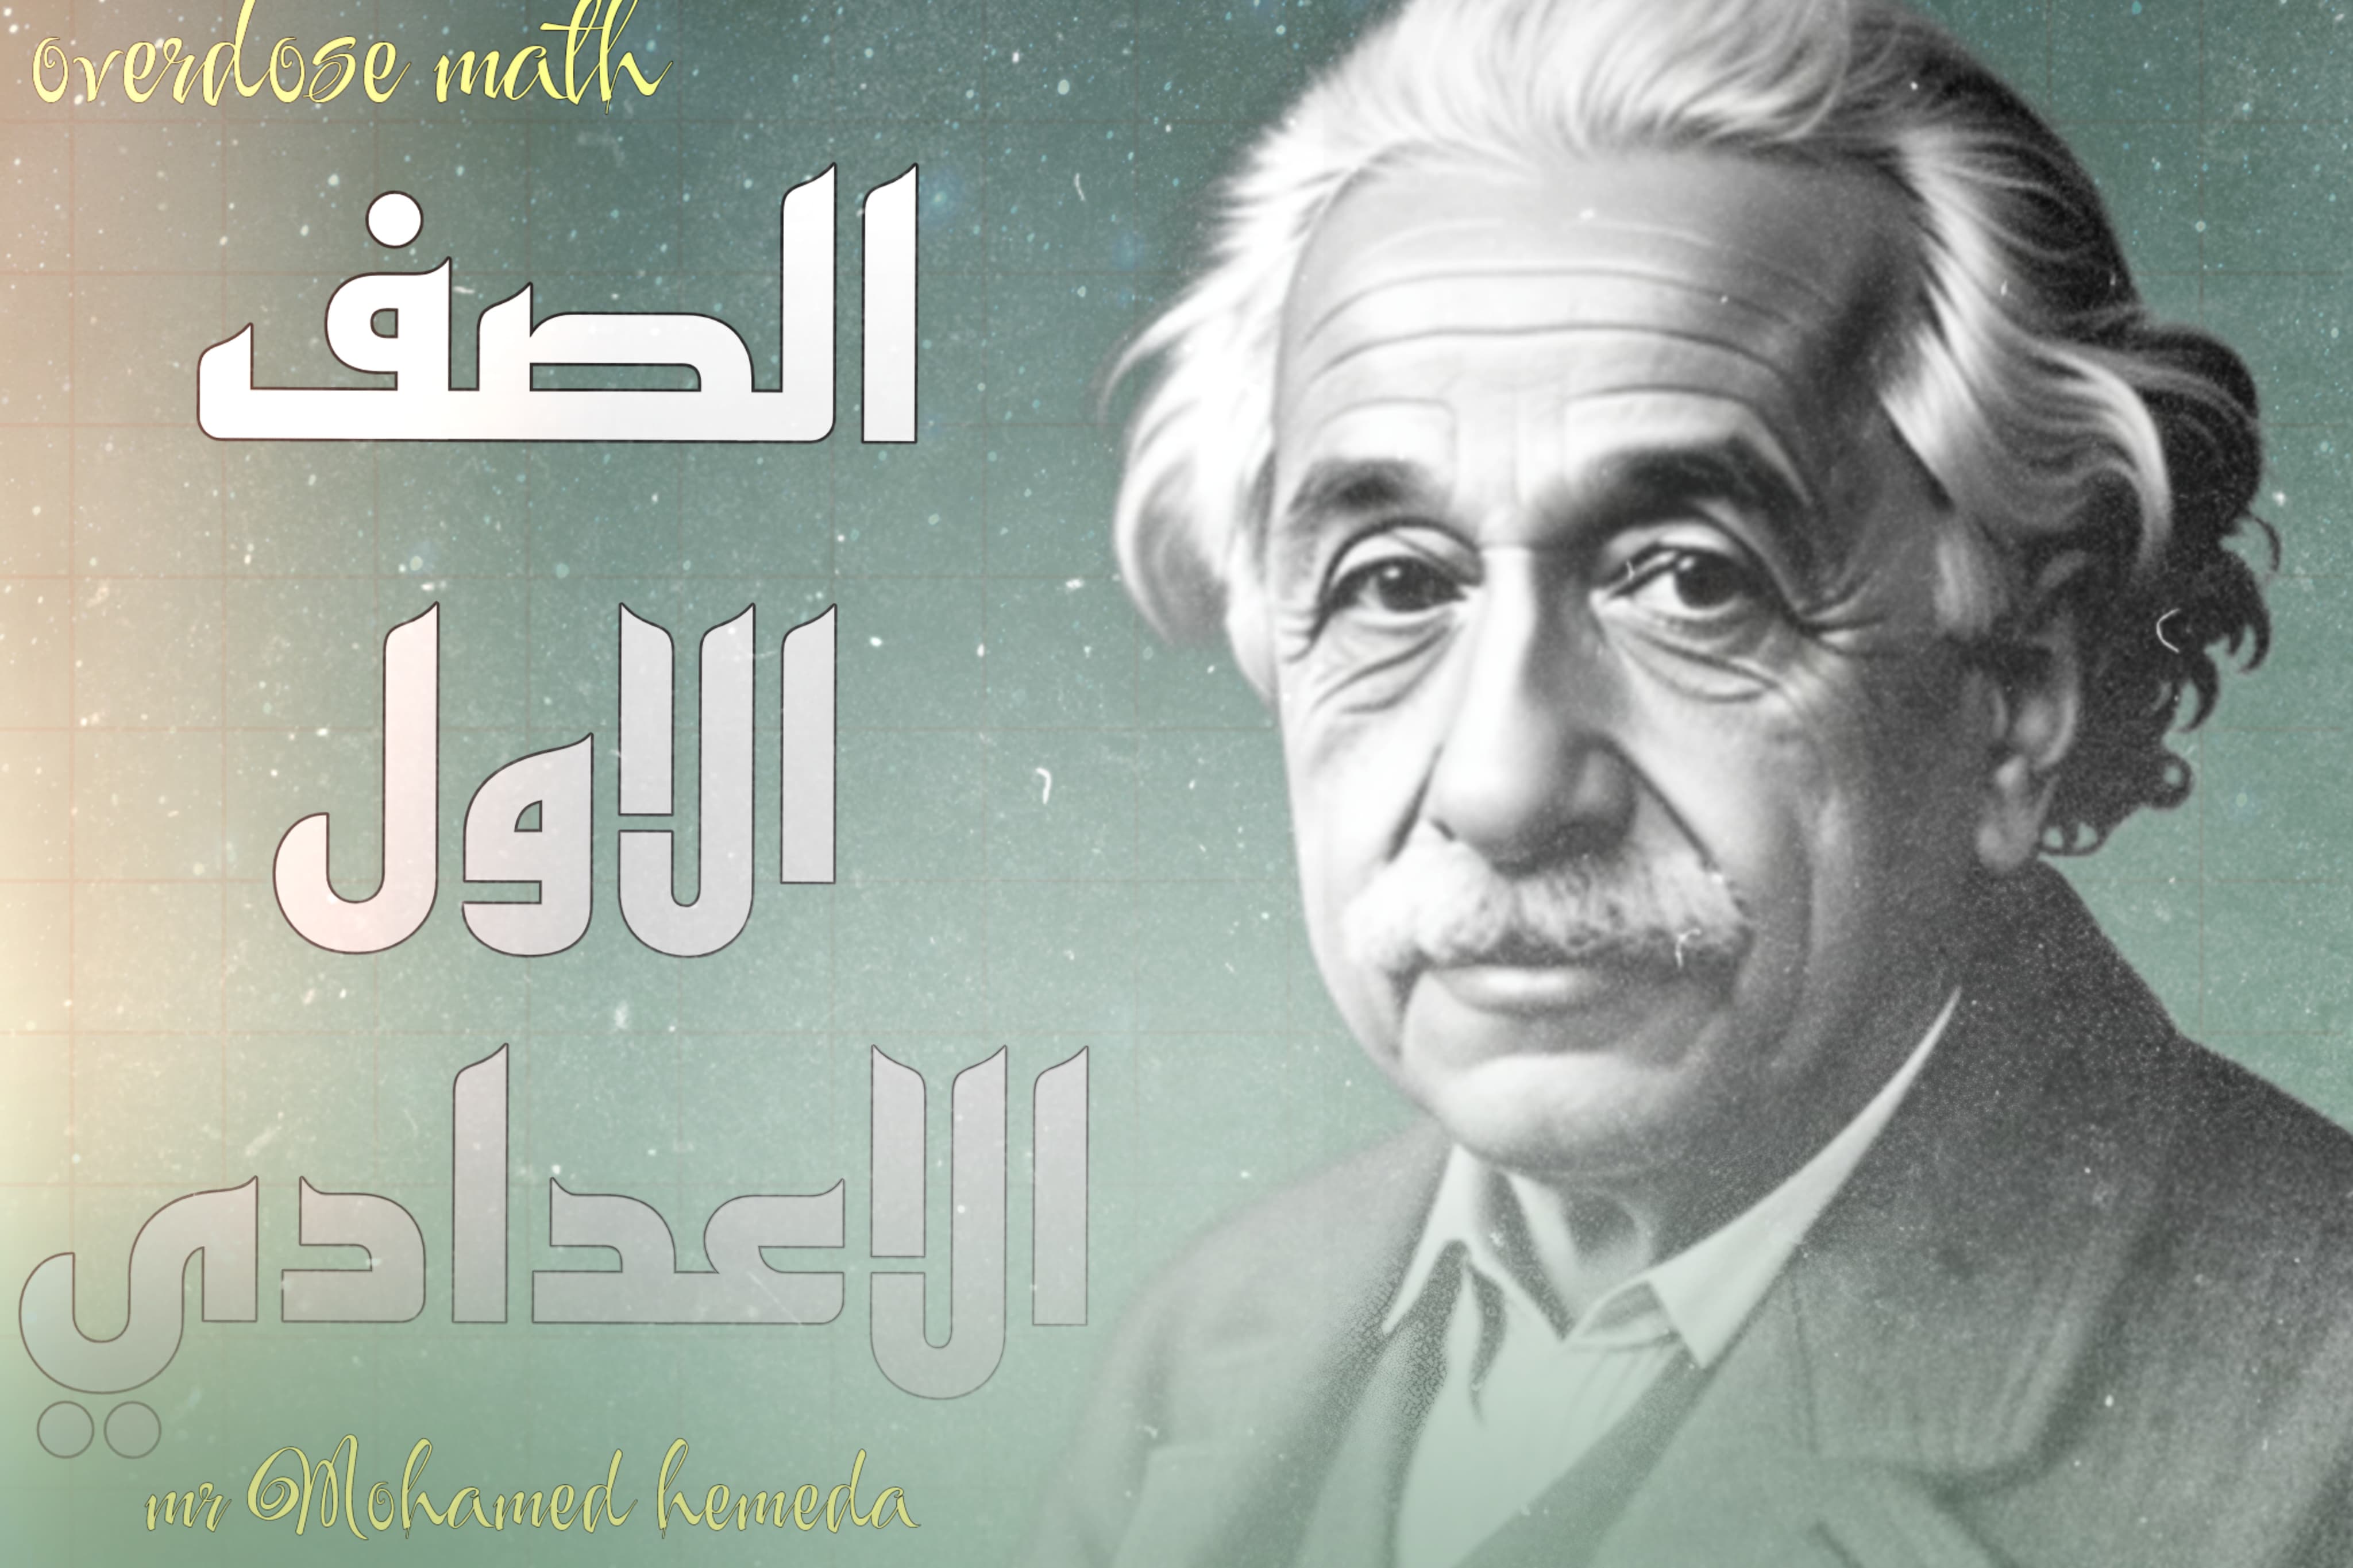 overdose math
الصف
الاول
الاعدادي
mr Mohamed hemeda